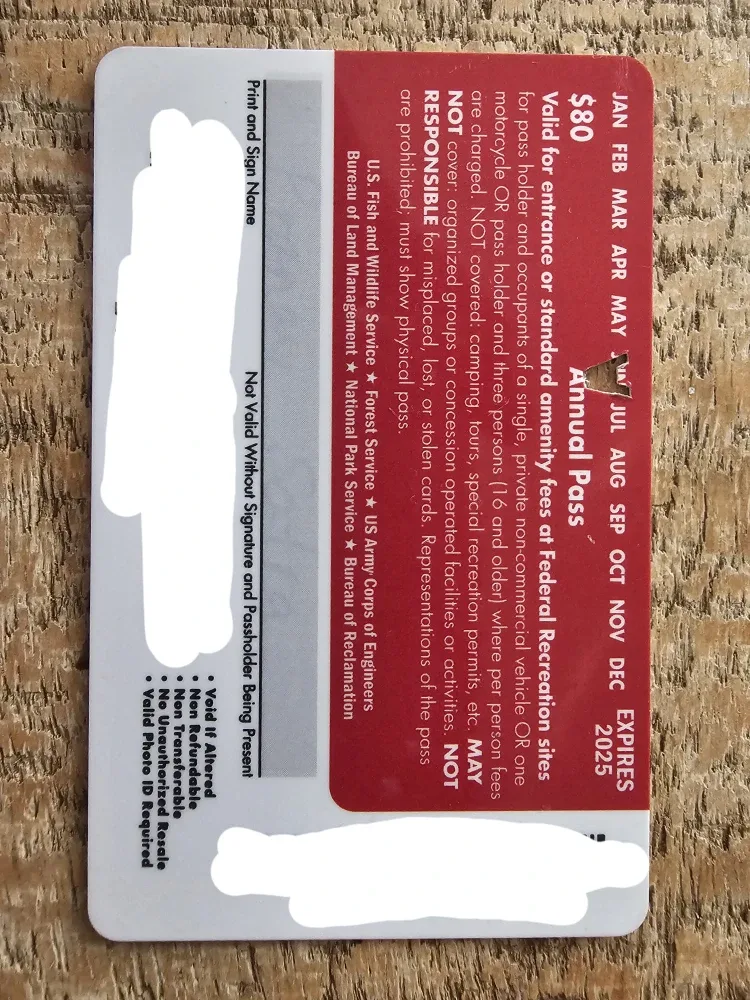 JAN FEB MAR APR MAY JUN JUL AUG SEP OCT NOV DEC EXPIRES
2025
$80 Annual Pass
Valid for entrance or standard amenity fees at Federal Recreation sites
for pass holder and occupants of a single, private non-commercial vehicle OR one
motorcycle OR pass holder and three persons (16 and older) where per person fees
are charged. NOT covered: camping, tours, special recreation permits, etc. MAY
NOT cover: organized groups or concession operated facilities or activities. NOT
RESPONSIBLE for misplaced, lost, or stolen cards. Representations of the pass
are prohibited; must show physical pass.
U.S. Fish and Wildlife Service ★ Forest Service ★ US Army Corps of Engineers
Bureau of Land Management ★ National Park Service ★ Bureau of Reclamation
Print and Sign Name Not Valid Without Signature and Passholder Being Present
• Void If Altered
• Non Refundable
• Non Transferable
• No Unauthorized Resale
• Valid Photo ID Required